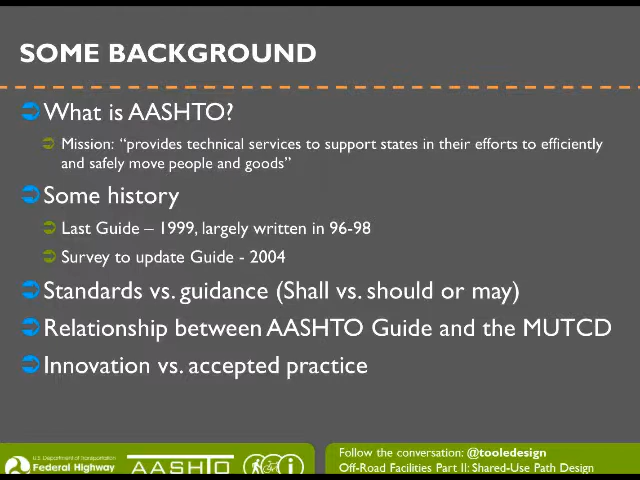 SOME BACKGROUND
What is AASHTO?
Mission: “provides technical services to support states in their efforts to efficiently
and safely move people and goods”
Some history
Last Guide – 1999, largely written in 96-98
Survey to update Guide - 2004
Standards vs. guidance (Shall vs. should or may)
Relationship between AASHTO Guide and the MUTCD
Innovation vs. accepted practice
U.S. Department of Transportation
Federal Highway
AASHTO
Follow the conversation: @tooledesign
Off-Road Facilities Part II: Shared-Use Path Design